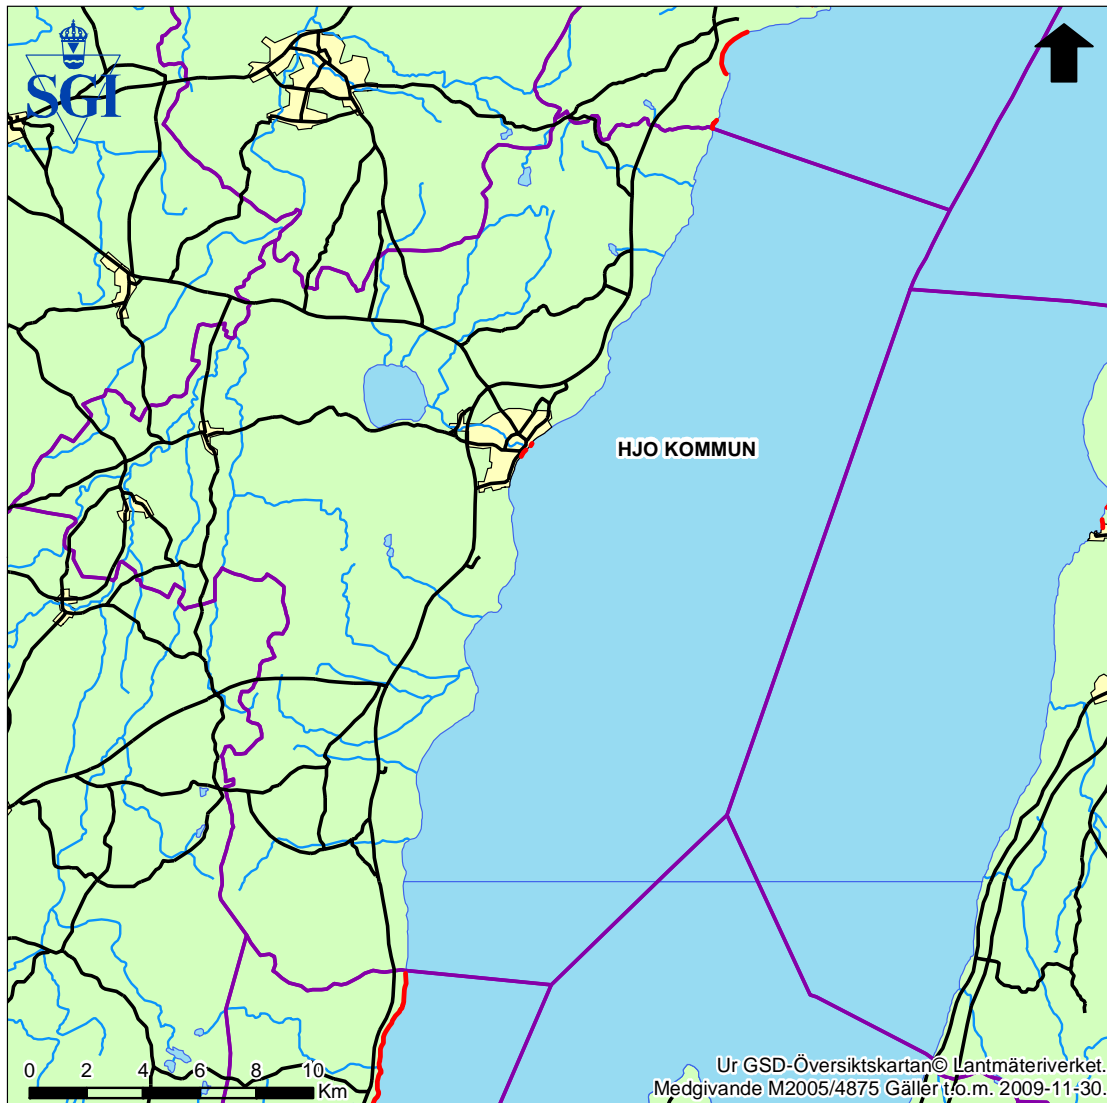 SGI
HJO KOMMUN
0 2 4 6 8 10
Km
Ur GSD-Översiktskartan© Lantmäteriverket.
Medgivande M2005/4875 Gäller t.o.m. 2009-11-30.